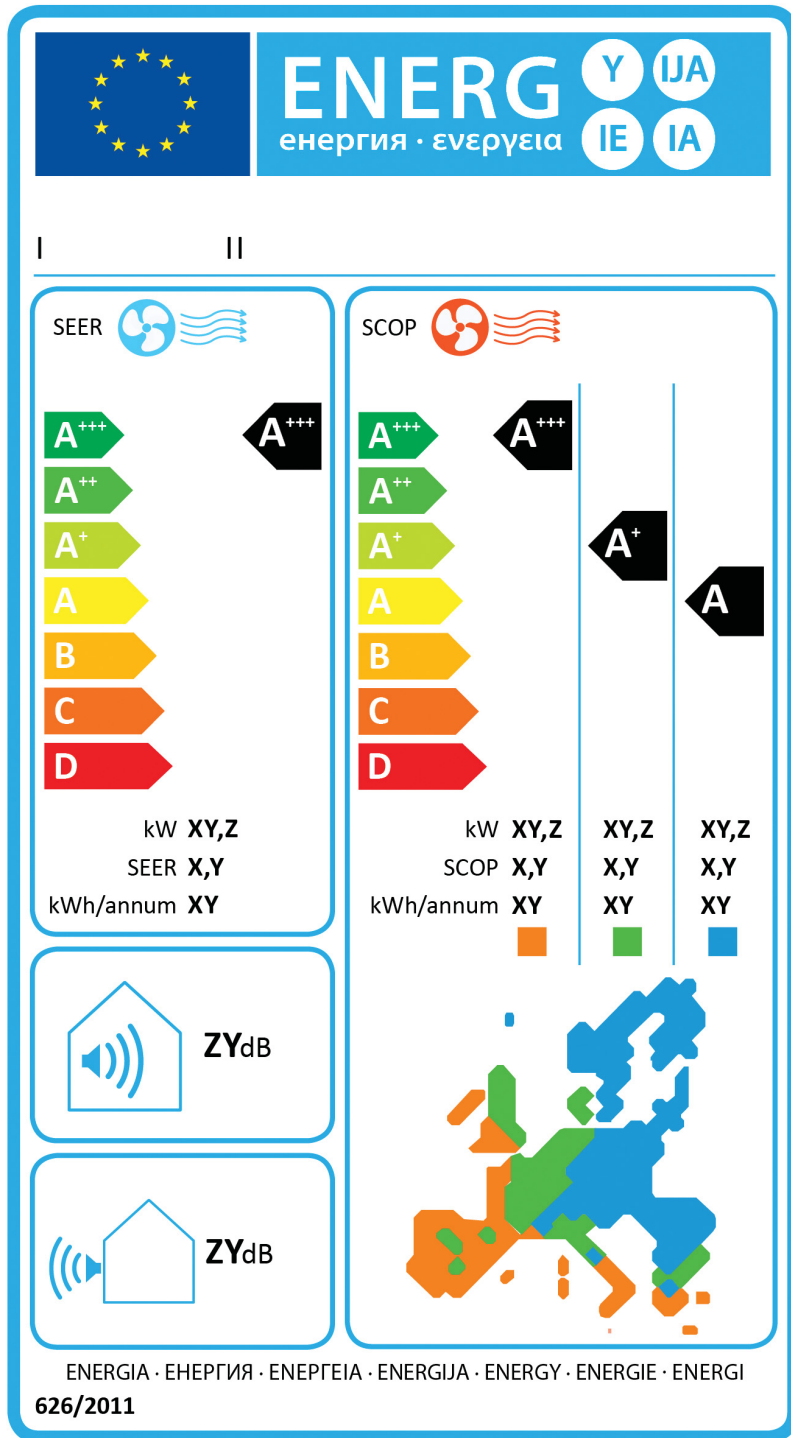 ENERG Y IJA
енергия · ενεργεια IE IA
I II
SEER
A+++ A+++
A++
A+
A
B
C
D
kW XY,Z
SEER X,Y
kWh/annum XY
SCOP
A+++ A+++
A++
A+ A+
A A
B
C
D
kW XY,Z XY,Z XY,Z
SCOP X,Y X,Y X,Y
kWh/annum XY XY XY
ZYdB
ZYdB
ENERGIA · ЕНЕРГИЯ · ΕΝΕΡΓΕΙΑ · ENERGIJA · ENERGY · ENERGIE · ENERGI
626/2011